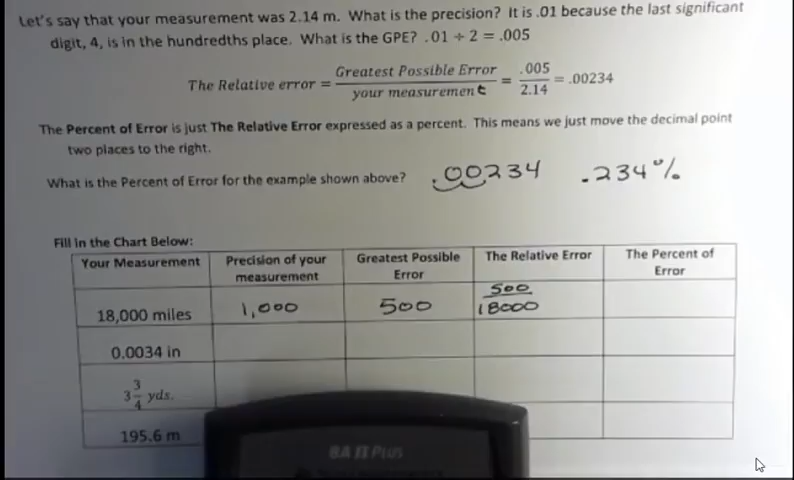 Let's say that your measurement was 2.14 m. What is the precision? It is .01 because the last significant
digit, 4, is in the hundredths place. What is the GPE? .01 ÷ 2 = .005
The Relative error = Greatest Possible Error / your measurement = .005 / 2.14 = .00234
The Percent of Error is just The Relative Error expressed as a percent. This means we just move the decimal point
two places to the right.
What is the Percent of Error for the example shown above? .00234 .234%
Fill in the Chart Below:
Your Measurement Precision of your measurement Greatest Possible Error The Relative Error The Percent of Error
18,000 miles 1,000 500 500 / 18000
0.0034 in
3 3/4 yds.
195.6 m
BA II PLUS